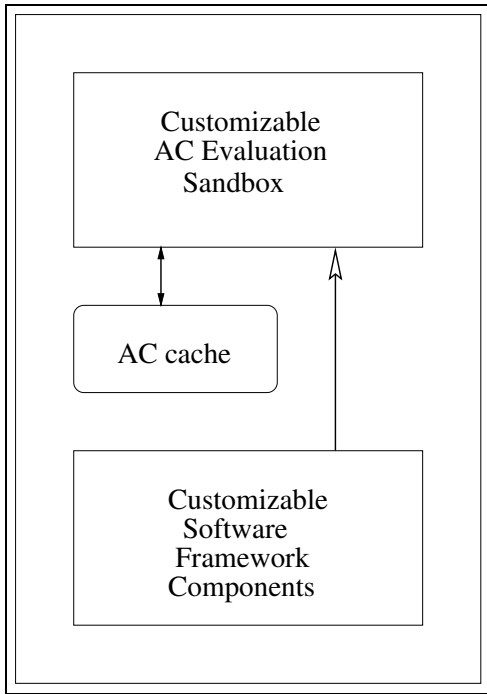 Customizable
AC Evaluation
Sandbox
AC cache
Customizable
Software
Framework
Components